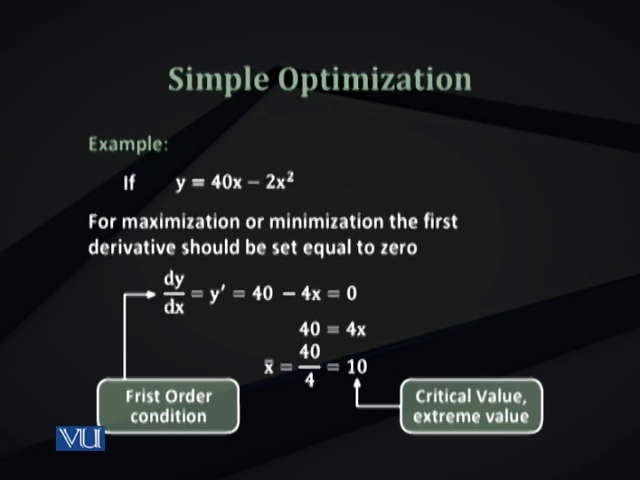 Simple Optimization
Example:
If y = 40x − 2x²
For maximization or minimization the first
derivative should be set equal to zero
dy/dx = y′ = 40 − 4x = 0
40 = 4x
x̄ = 40/4 = 10
Frist Order
condition
Critical Value,
extreme value
VU